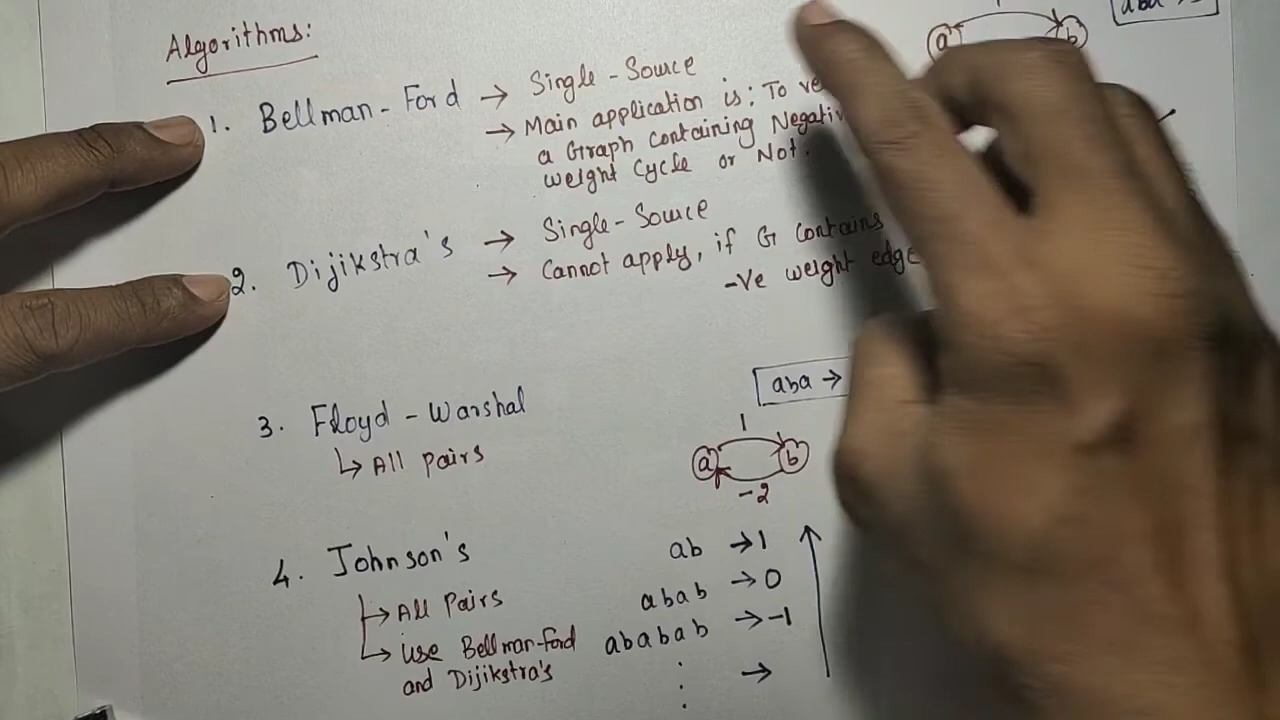 Algorithms:
1. Bellman-Ford → Single-Source
→ Main application is: To ve
a Graph containing Negativ
weight Cycle or Not.
2. Dijikstra's → Single-Source
→ Cannot apply, if G contains
-Ve weight edge
3. Floyd-Warshal
↳ All pairs
4. Johnson's
→ All Pairs
→ Use Bellman-Ford
and Dijikstra's
aba →
a b
aba →
1
a b
-2
ab → 1
abab → 0
ababab → -1
: →
: